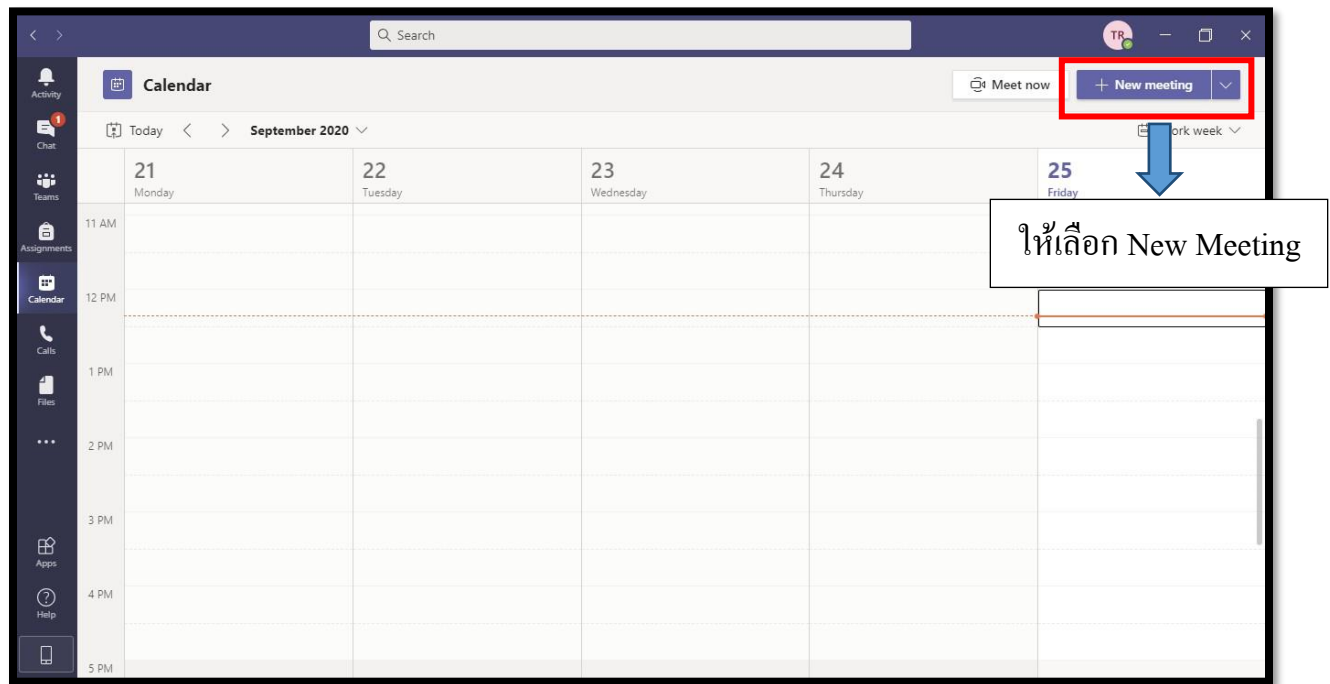 Search
TR
Activity
Calendar
Meet now
+ New meeting
1
Chat
Today < > September 2020
work week
Teams
21
Monday
22
Tuesday
23
Wednesday
24
Thursday
25
Friday
ให้เลือก New Meeting
11 AM
Assignments
Calendar
12 PM
Calls
1 PM
Files
...
2 PM
3 PM
Apps
4 PM
Help
5 PM